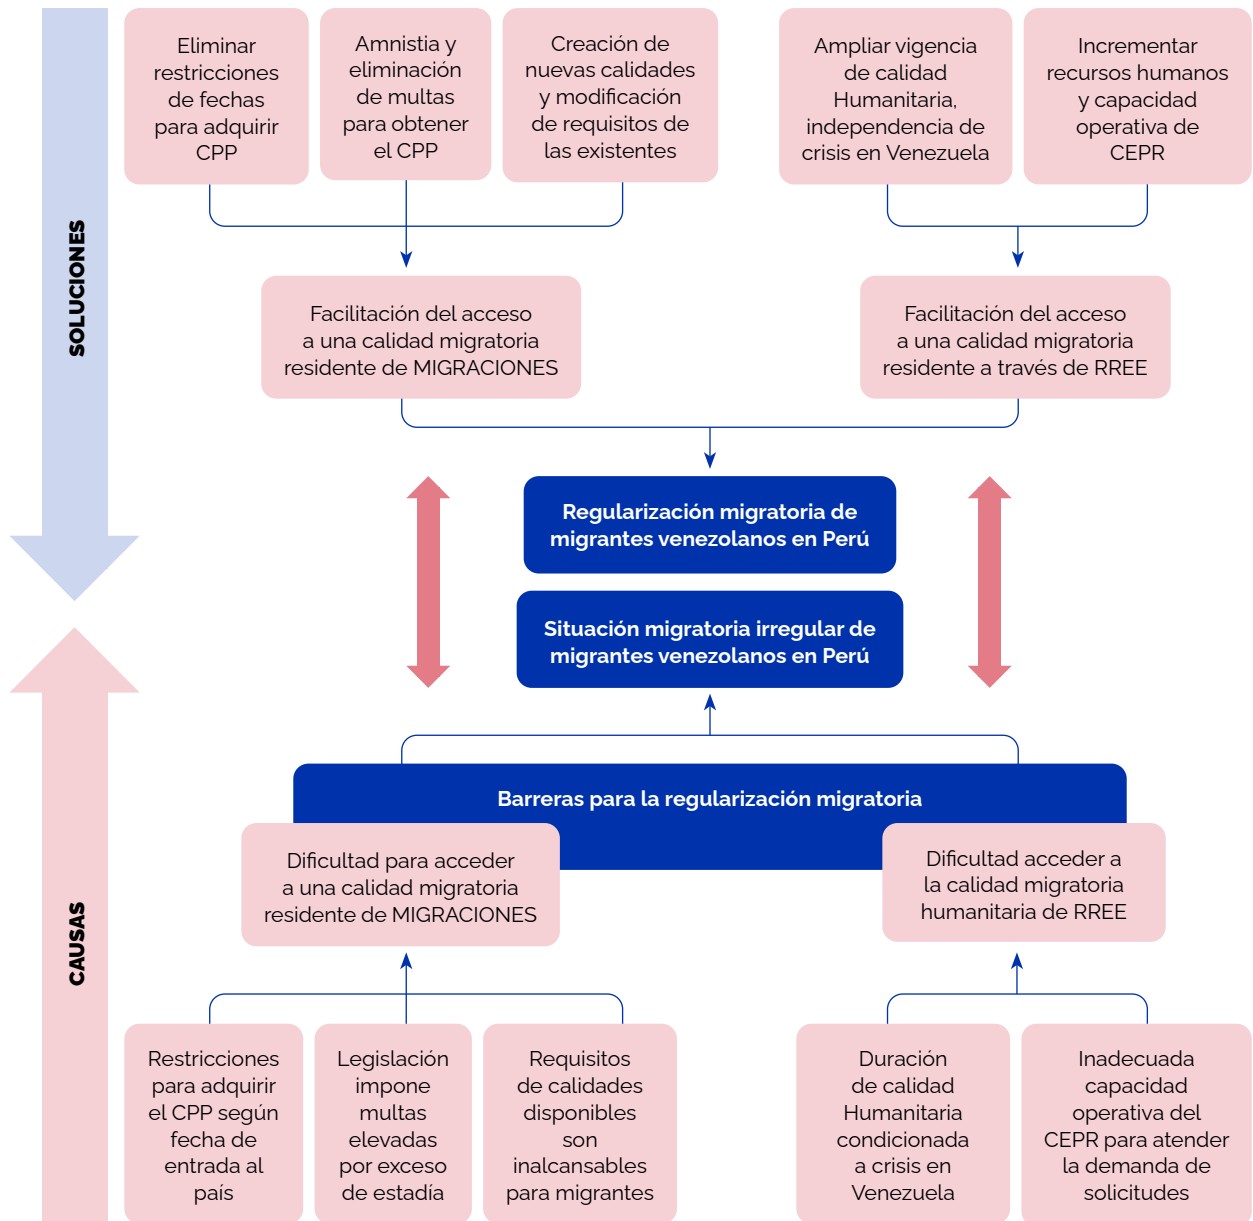 SOLUCIONES
Eliminar
restricciones
de fechas
para adquirir
CPP
Amnistia y
eliminación
de multas
para obtener
el CPP
Creación de
nuevas calidades
y modificación
de requisitos de
las existentes
Ampliar vigencia
de calidad
Humanitaria,
independencia de
crisis en Venezuela
Incrementar
recursos humanos
y capacidad
operativa de
CEPR
Facilitación del acceso
a una calidad migratoria
residente de MIGRACIONES
Facilitación del acceso
a una calidad migratoria
residente a través de RREE
Regularización migratoria de
migrantes venezolanos en Perú
Situación migratoria irregular de
migrantes venezolanos en Perú
CAUSAS
Barreras para la regularización migratoria
Dificultad para acceder
a una calidad migratoria
residente de MIGRACIONES
Dificultad acceder a
la calidad migratoria
humanitaria de RREE
Restricciones
para adquirir
el CPP según
fecha de
entrada al
país
Legislación
impone
multas
elevadas
por exceso
de estadía
Requisitos
de calidades
disponibles
son
inalcansables
para migrantes
Duración
de calidad
Humanitaria
condicionada
a crisis en
Venezuela
Inadecuada
capacidad
operativa del
CEPR para atender
la demanda de
solicitudes